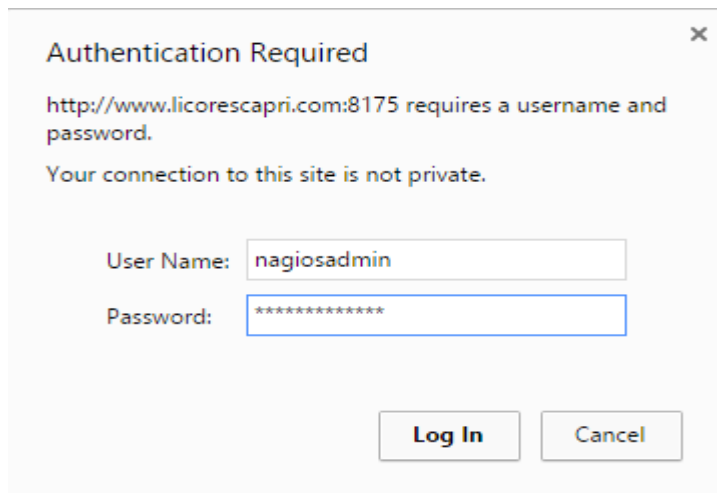 Authentication Required
http://www.licorescapri.com:8175 requires a username and
password.
Your connection to this site is not private.
User Name: nagiosadmin
Password: *************
Log In Cancel